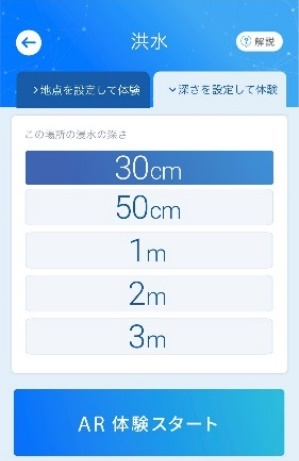 洪水
? 解説
>地点を設定して体験
∨深さを設定して体験
この場所の浸水の深さ
30cm
50cm
1m
2m
3m
AR 体験スタート